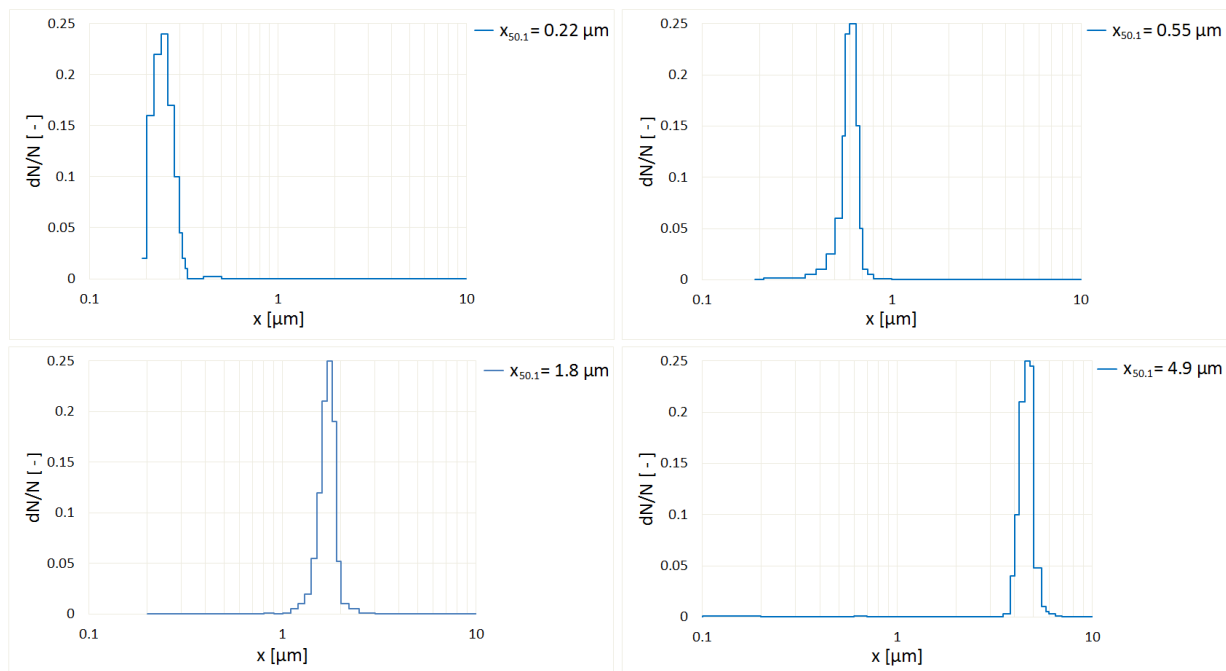 x50.1 = 0.22 µm
dN/N [ - ]
0.25
0.2
0.15
0.1
0.05
0
0.1 1 10
x [µm]
x50.1 = 0.55 µm
dN/N [ - ]
0.25
0.2
0.15
0.1
0.05
0
0.1 1 10
x [µm]
x50.1 = 1.8 µm
dN/N [ - ]
0.25
0.2
0.15
0.1
0.05
0
0.1 1 10
x [µm]
x50.1 = 4.9 µm
dN/N [ - ]
0.25
0.2
0.15
0.1
0.05
0
0.1 1 10
x [µm]